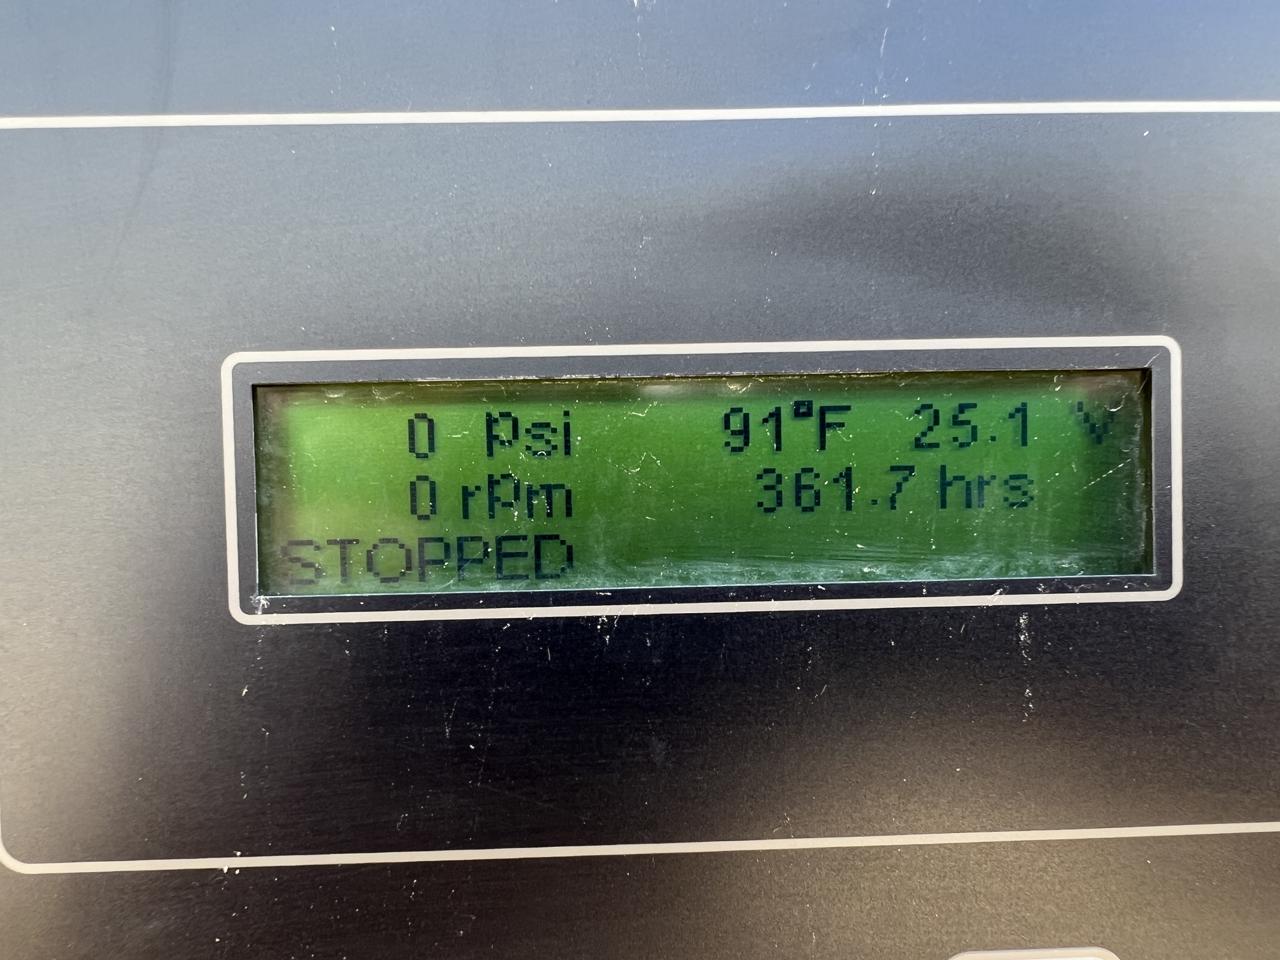 0 psi 91°F 25.1 V
0 rpm 361.7 hrs
STOPPED